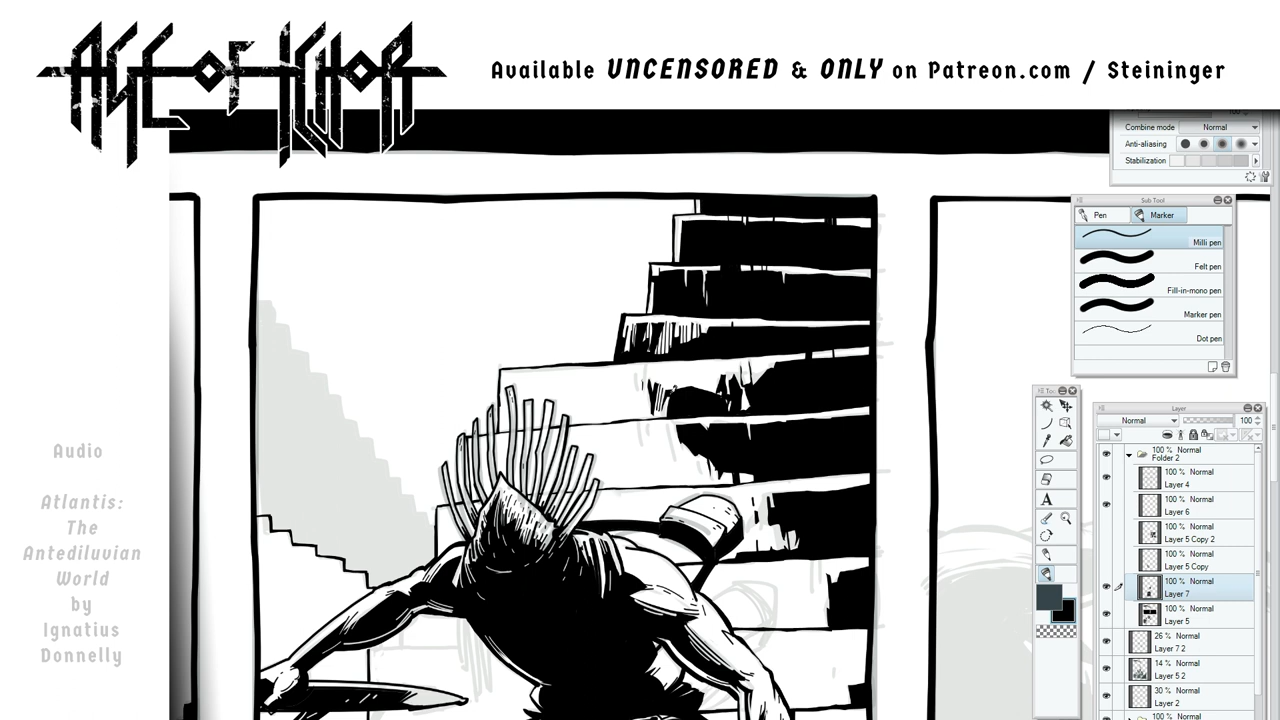 AGE OF KUOR
Available UNCENSORED & ONLY on Patreon.com / Steininger
Combine mode Normal
Anti-aliasing
Stabilization
Sub Tool
Pen Marker
Milli pen
Felt pen
Fill-in-mono pen
Marker pen
Dot pen
Layer
Normal 100
100 % Normal
Folder 2
100 % Normal
Layer 4
100 % Normal
Layer 6
100 % Normal
Layer 5 Copy 2
100 % Normal
Layer 5 Copy
100 % Normal
Layer 7
100 % Normal
Layer 5
26 % Normal
Layer 7 2
14 % Normal
Layer 5 2
30 % Normal
Layer 2
100 % Normal
Audio
Atlantis:
The
Antediluvian
World
by
Ignatius
Donnelly